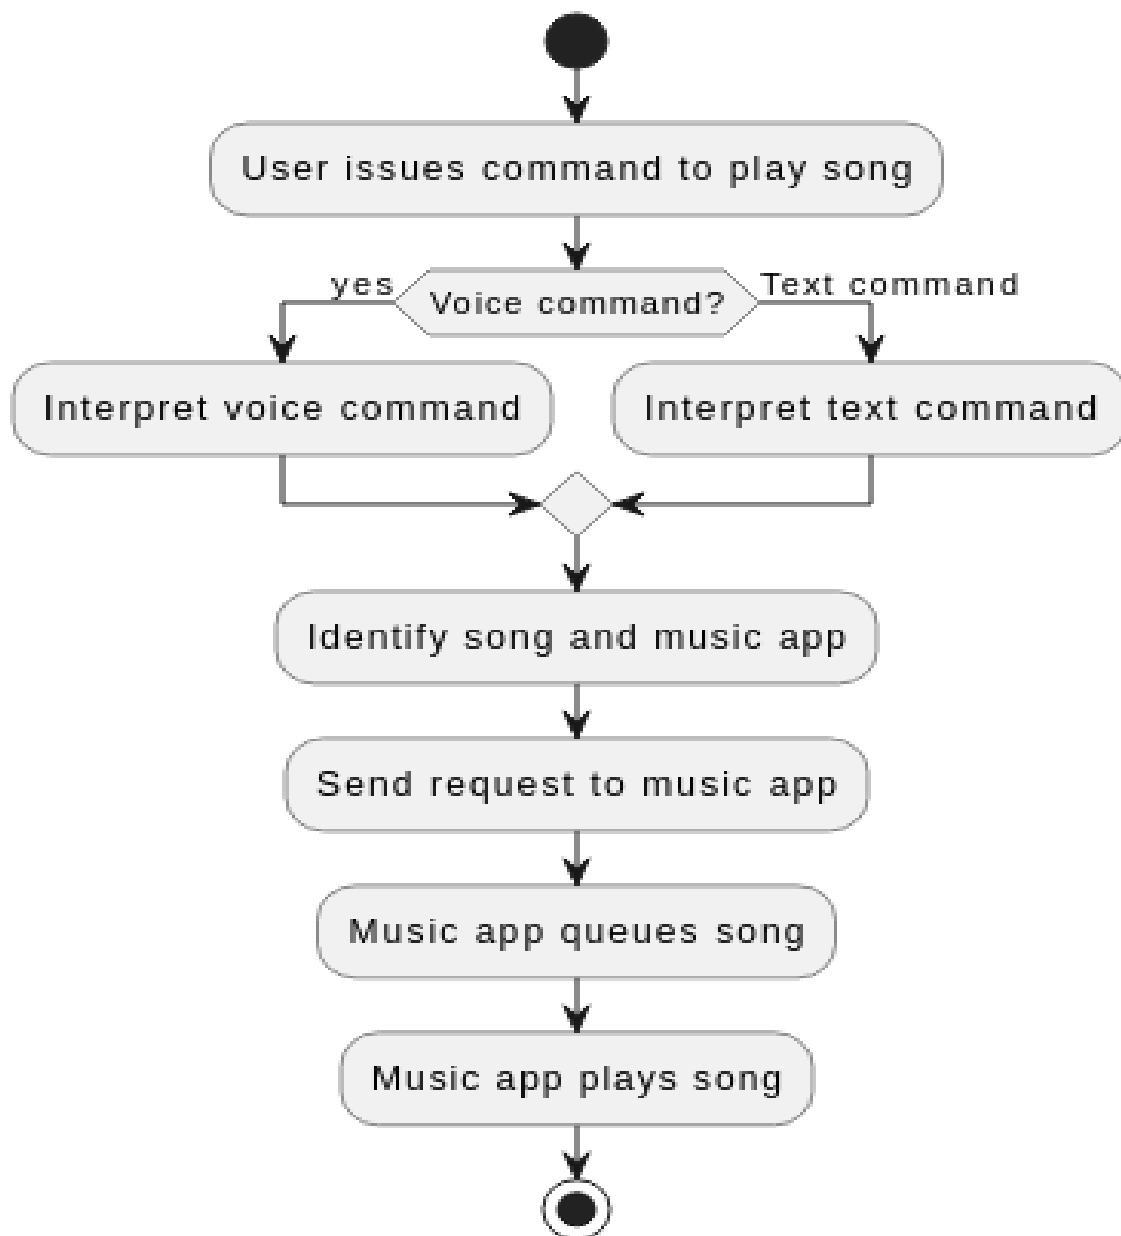 User issues command to play song
yes
Voice command?
Text command
Interpret voice command
Interpret text command
Identify song and music app
Send request to music app
Music app queues song
Music app plays song